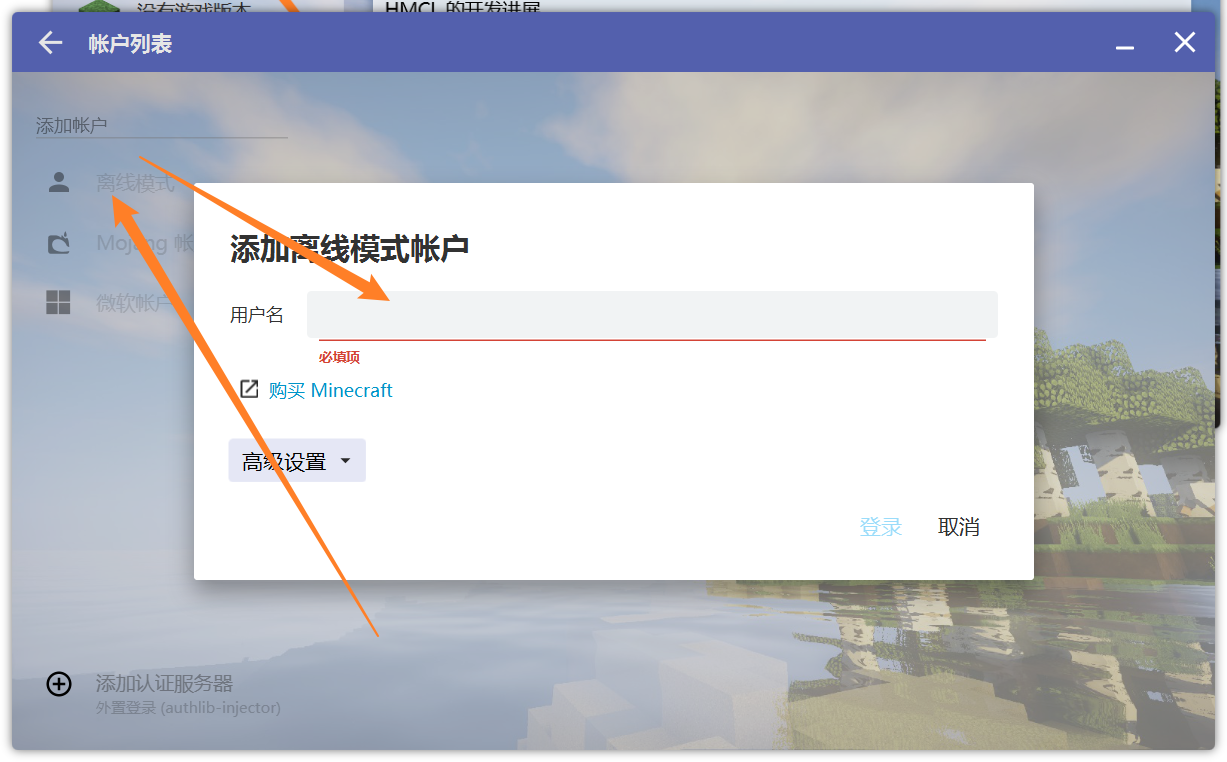 没有游戏版本
HMCL 的开发进展
帐户列表
添加帐户
离线模式
Mojang 帐
微软帐户
添加离线模式帐户
用户名
必填项
购买 Minecraft
高级设置
登录
取消
添加认证服务器
外置登录 (authlib-injector)